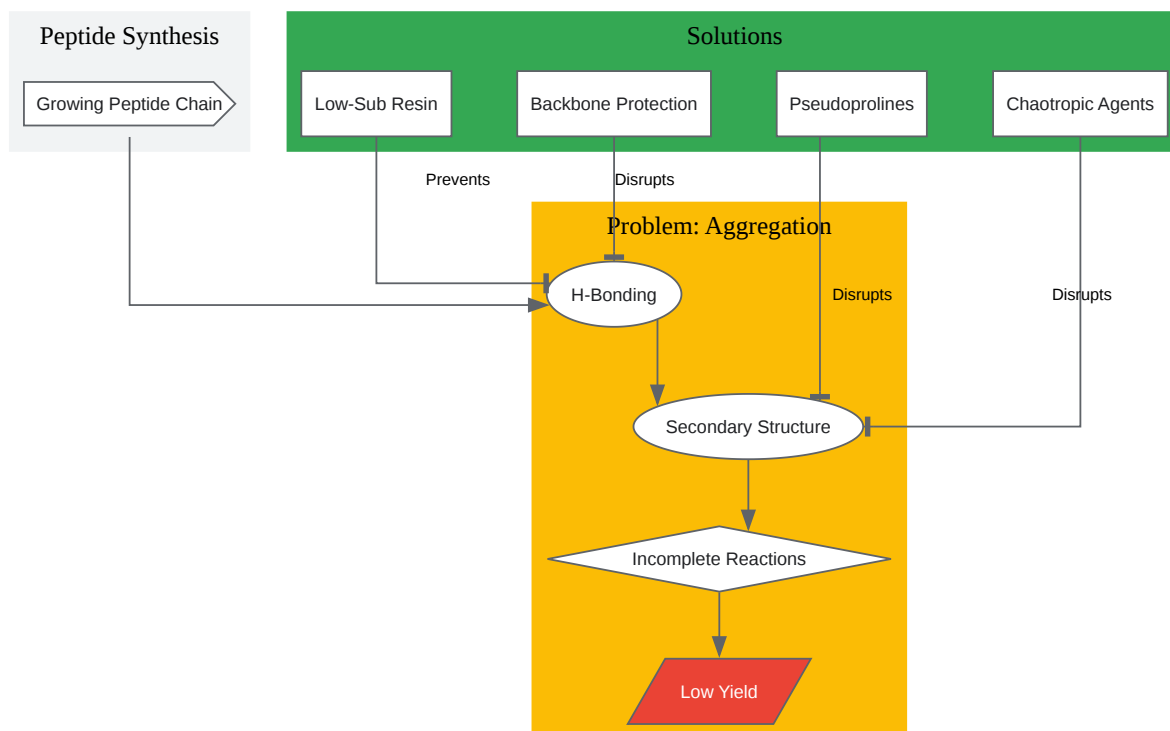 Peptide Synthesis
Solutions
Growing Peptide Chain
Low-Sub Resin
Backbone Protection
Pseudoprolines
Chaotropic Agents
Prevents
Disrupts
Problem: Aggregation
H-Bonding
Disrupts
Disrupts
Secondary Structure
Incomplete Reactions
Low Yield